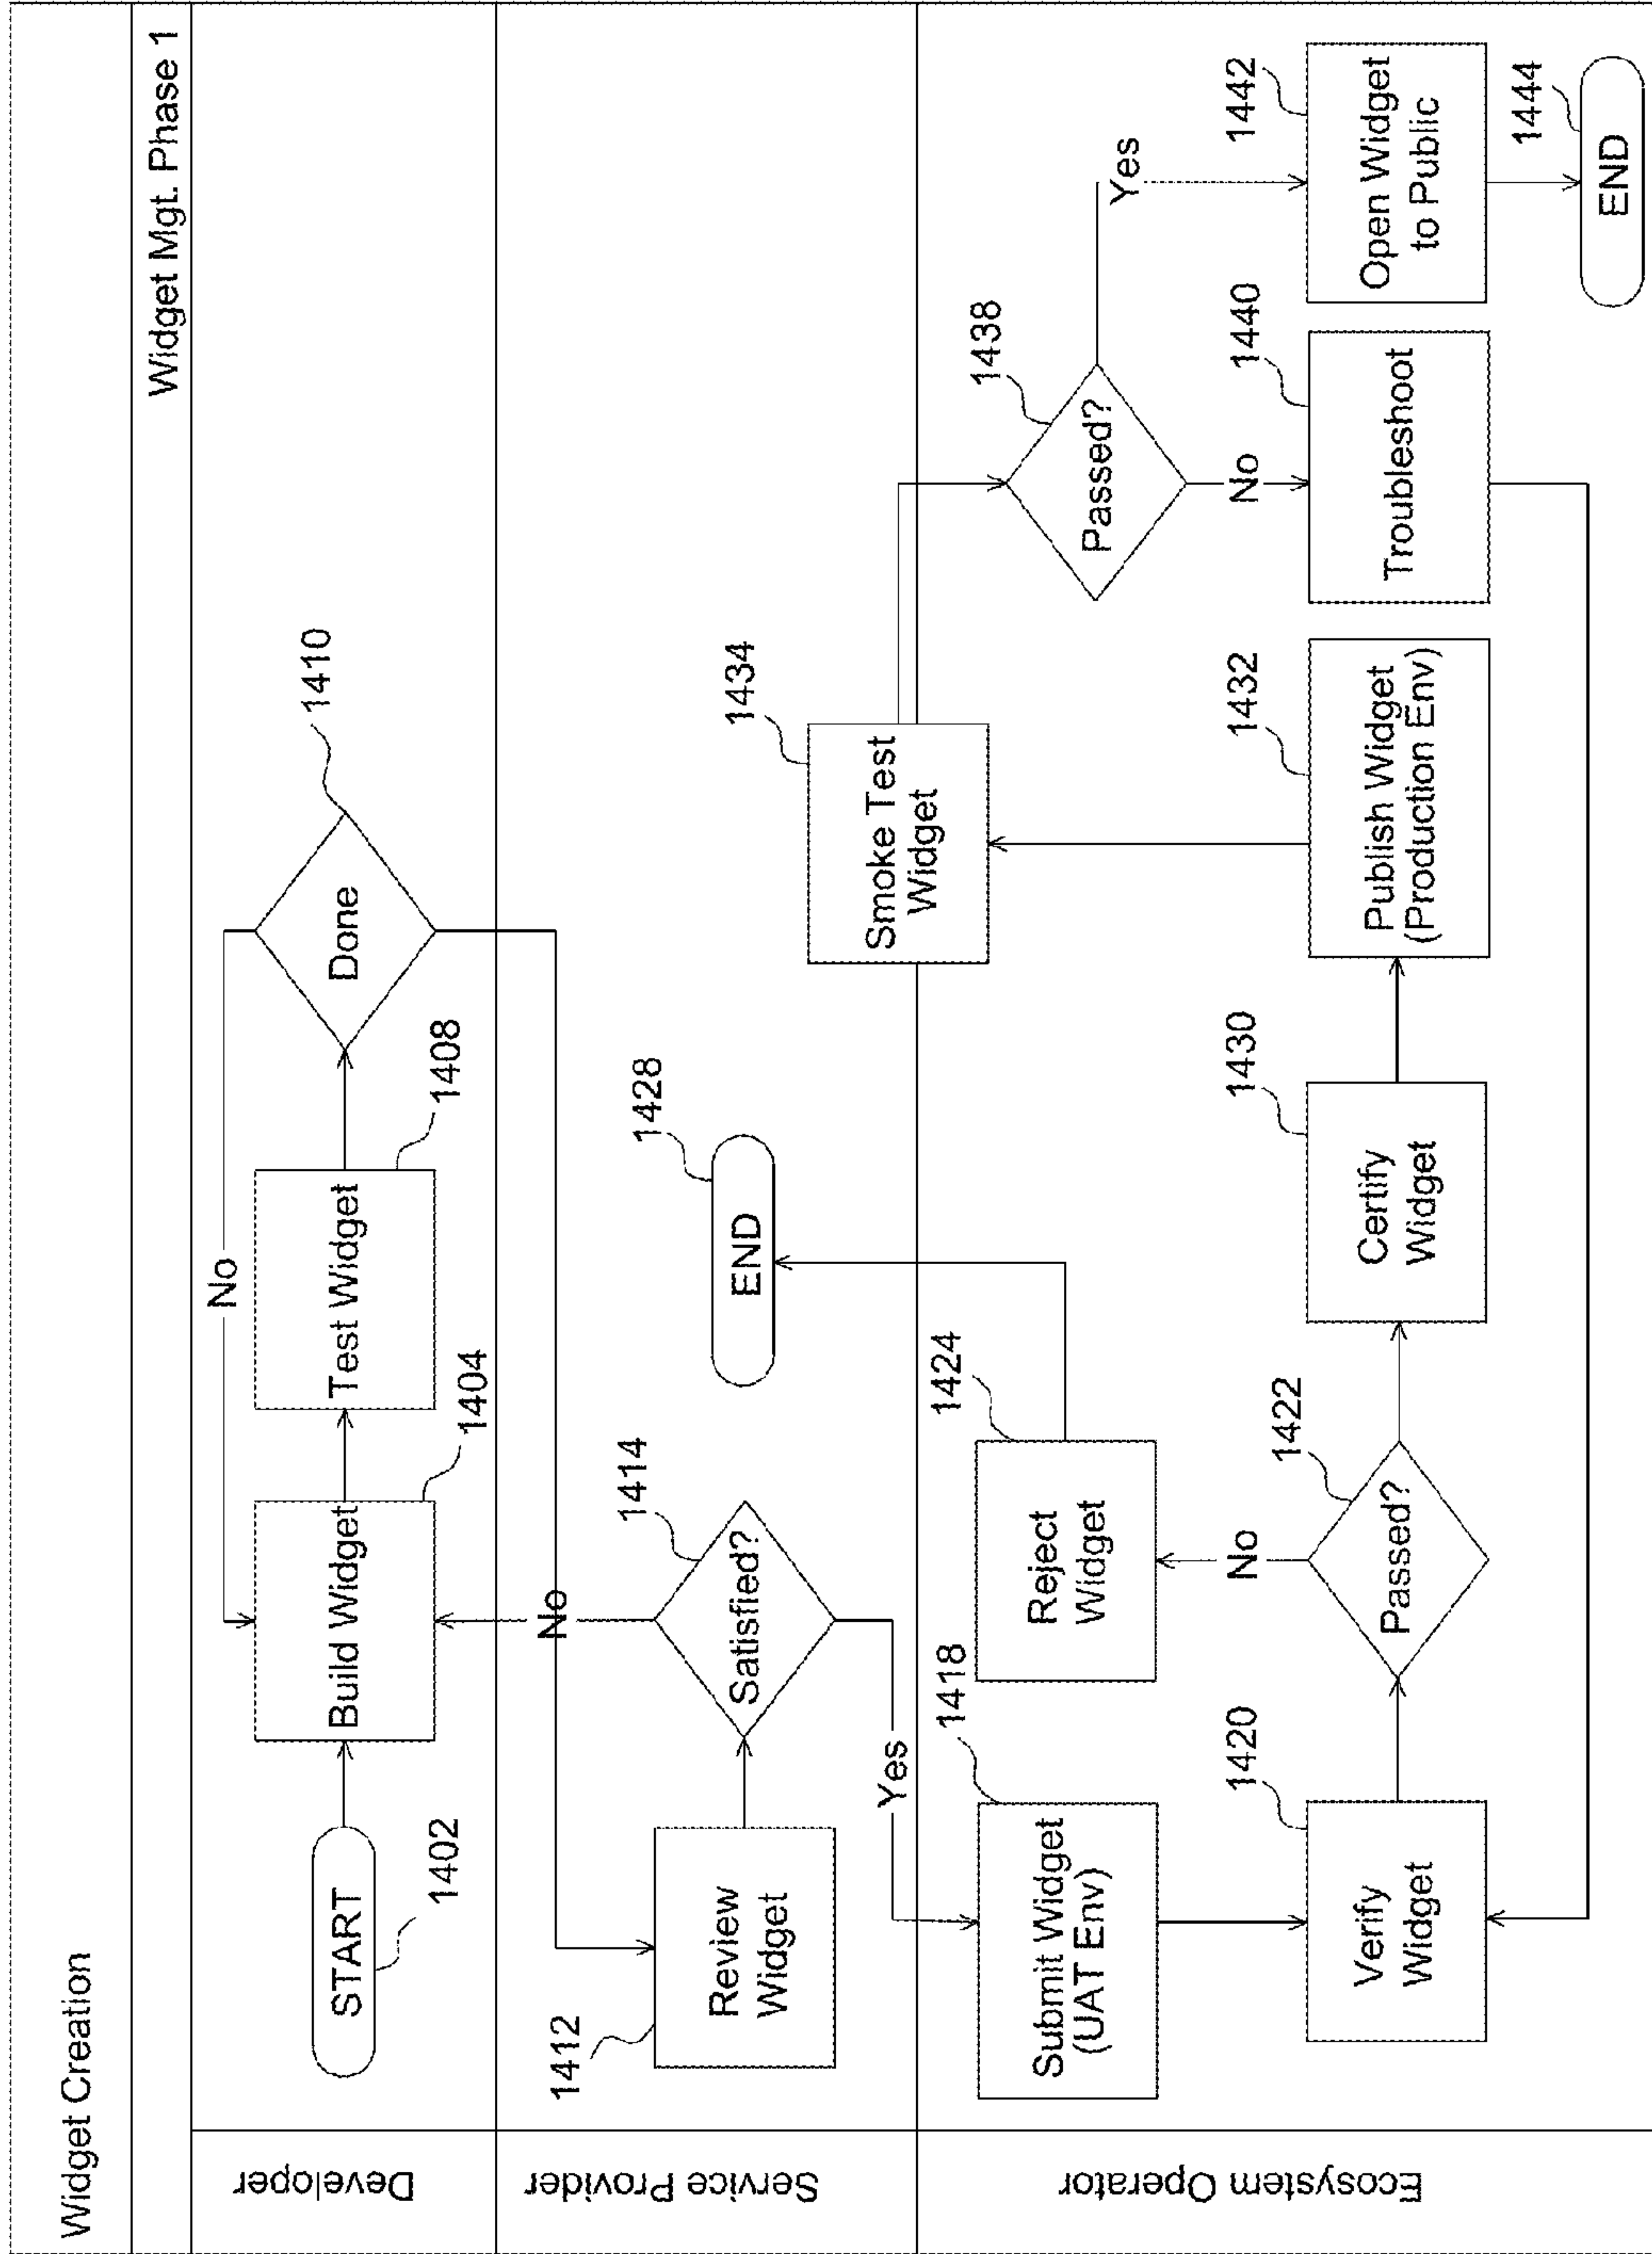 Widget Creation
Widget Mgt. Phase 1
Developer
START
1402
Build Widget
1404
Test Widget
1408
Done
1410
No
Service Provider
Review
Widget
1412
Satisfied?
1414
No
Yes
END
1428
Smoke Test
Widget
1434
Ecosystem Operator
Submit Widget
(UAT Env)
1418
Reject
Widget
1424
Verify
Widget
1420
Passed?
1422
No
Certify
Widget
1430
Publish Widget
(Production Env)
1432
Passed?
1438
No
Yes
Troubleshoot
1440
Open Widget
to Public
1442
END
1444